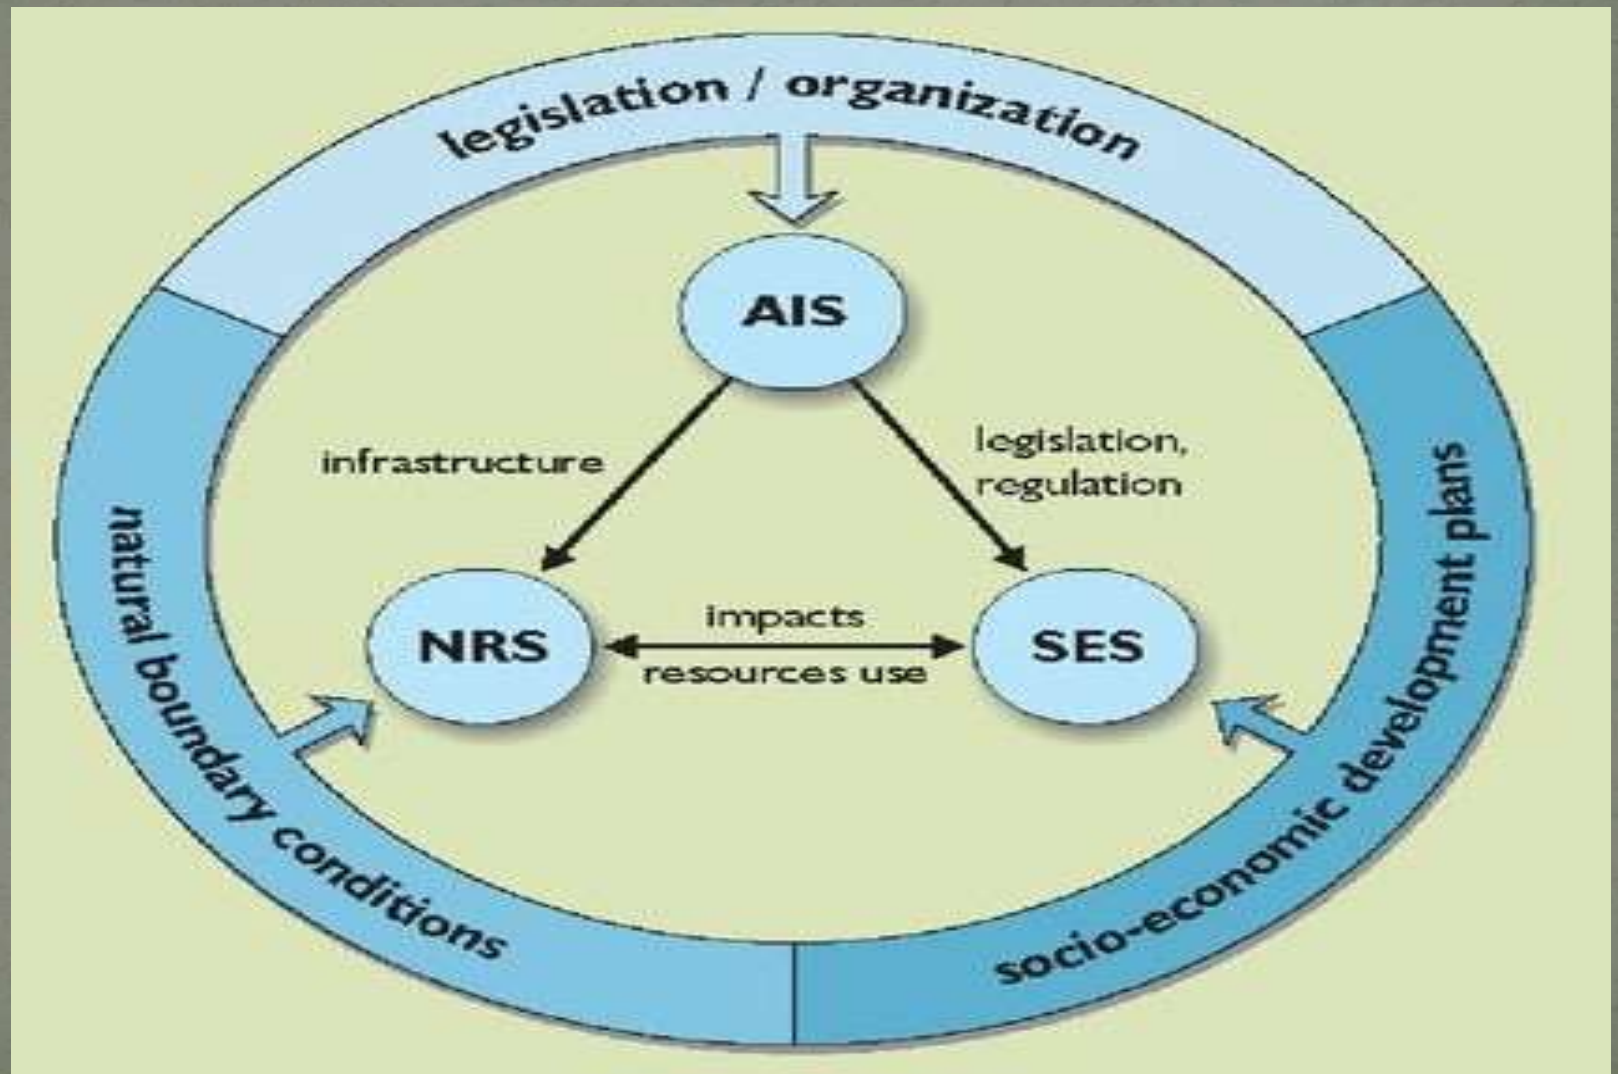 legislation / organization
AIS
infrastructure
legislation,
regulation
NRS
impacts
resources use
SES
natural boundary conditions
socio-economic development plans